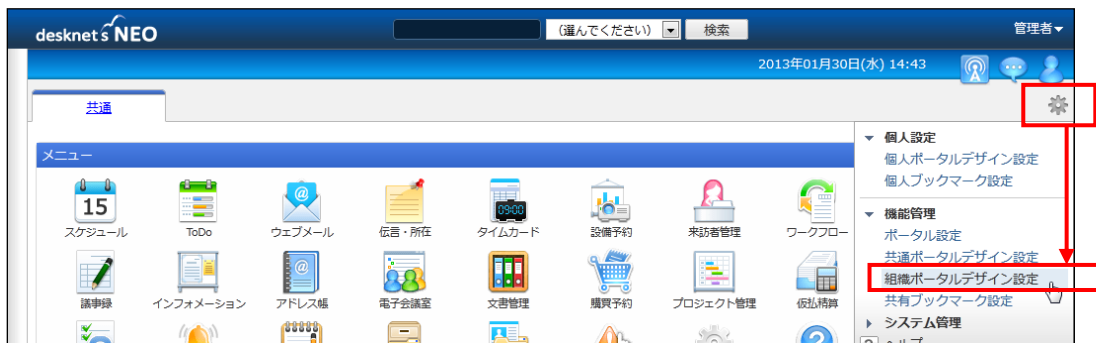 desknet's NEO
(選んでください) 検索 管理者▼
2013年01月30日(水) 14:43
共通
メニュー
15
スケジュール
ToDo
@
ウェブメール
伝言・所在
09:00
タイムカード
設備予約
来訪者管理
ワークフロー
議事録
インフォメーション
@
アドレス帳
電子会議室
文書管理
購買予約
プロジェクト管理
仮払精算
▼ 個人設定
個人ポータルデザイン設定
個人ブックマーク設定
▼ 機能管理
ポータル設定
共通ポータルデザイン設定
組織ポータルデザイン設定
共有ブックマーク設定
▶ システム管理
? ヘルプ